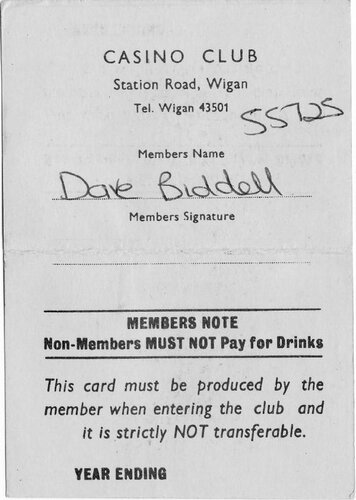 CASINO CLUB
Station Road, Wigan
Tel. Wigan 43501
55725
Members Name
Dave Biddell
Members Signature
MEMBERS NOTE
Non-Members MUST NOT Pay for Drinks
This card must be produced by the
member when entering the club and
it is strictly NOT transferable.
YEAR ENDING